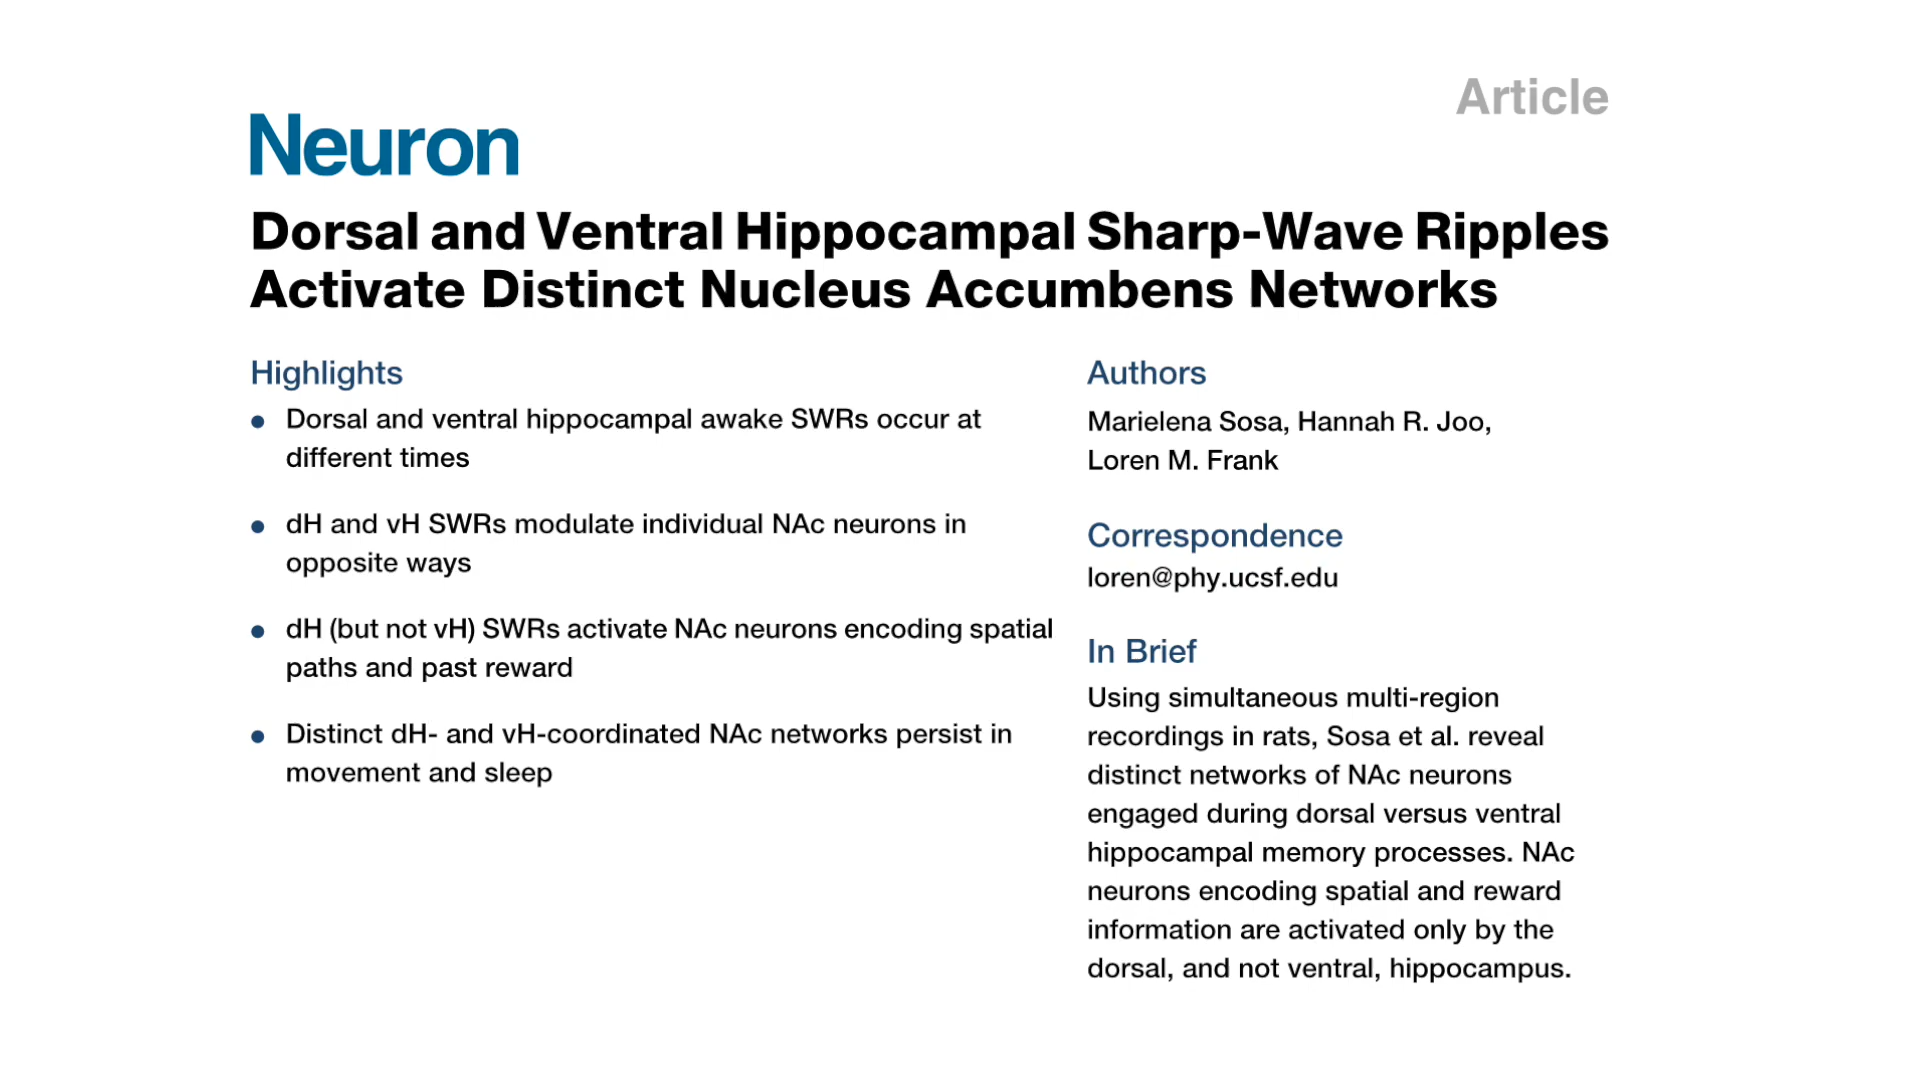 Article
Neuron
Dorsal and Ventral Hippocampal Sharp-Wave Ripples
Activate Distinct Nucleus Accumbens Networks
Highlights
• Dorsal and ventral hippocampal awake SWRs occur at
different times
• dH and vH SWRs modulate individual NAc neurons in
opposite ways
• dH (but not vH) SWRs activate NAc neurons encoding spatial
paths and past reward
• Distinct dH- and vH-coordinated NAc networks persist in
movement and sleep
Authors
Marielena Sosa, Hannah R. Joo,
Loren M. Frank
Correspondence
loren@phy.ucsf.edu
In Brief
Using simultaneous multi-region
recordings in rats, Sosa et al. reveal
distinct networks of NAc neurons
engaged during dorsal versus ventral
hippocampal memory processes. NAc
neurons encoding spatial and reward
information are activated only by the
dorsal, and not ventral, hippocampus.